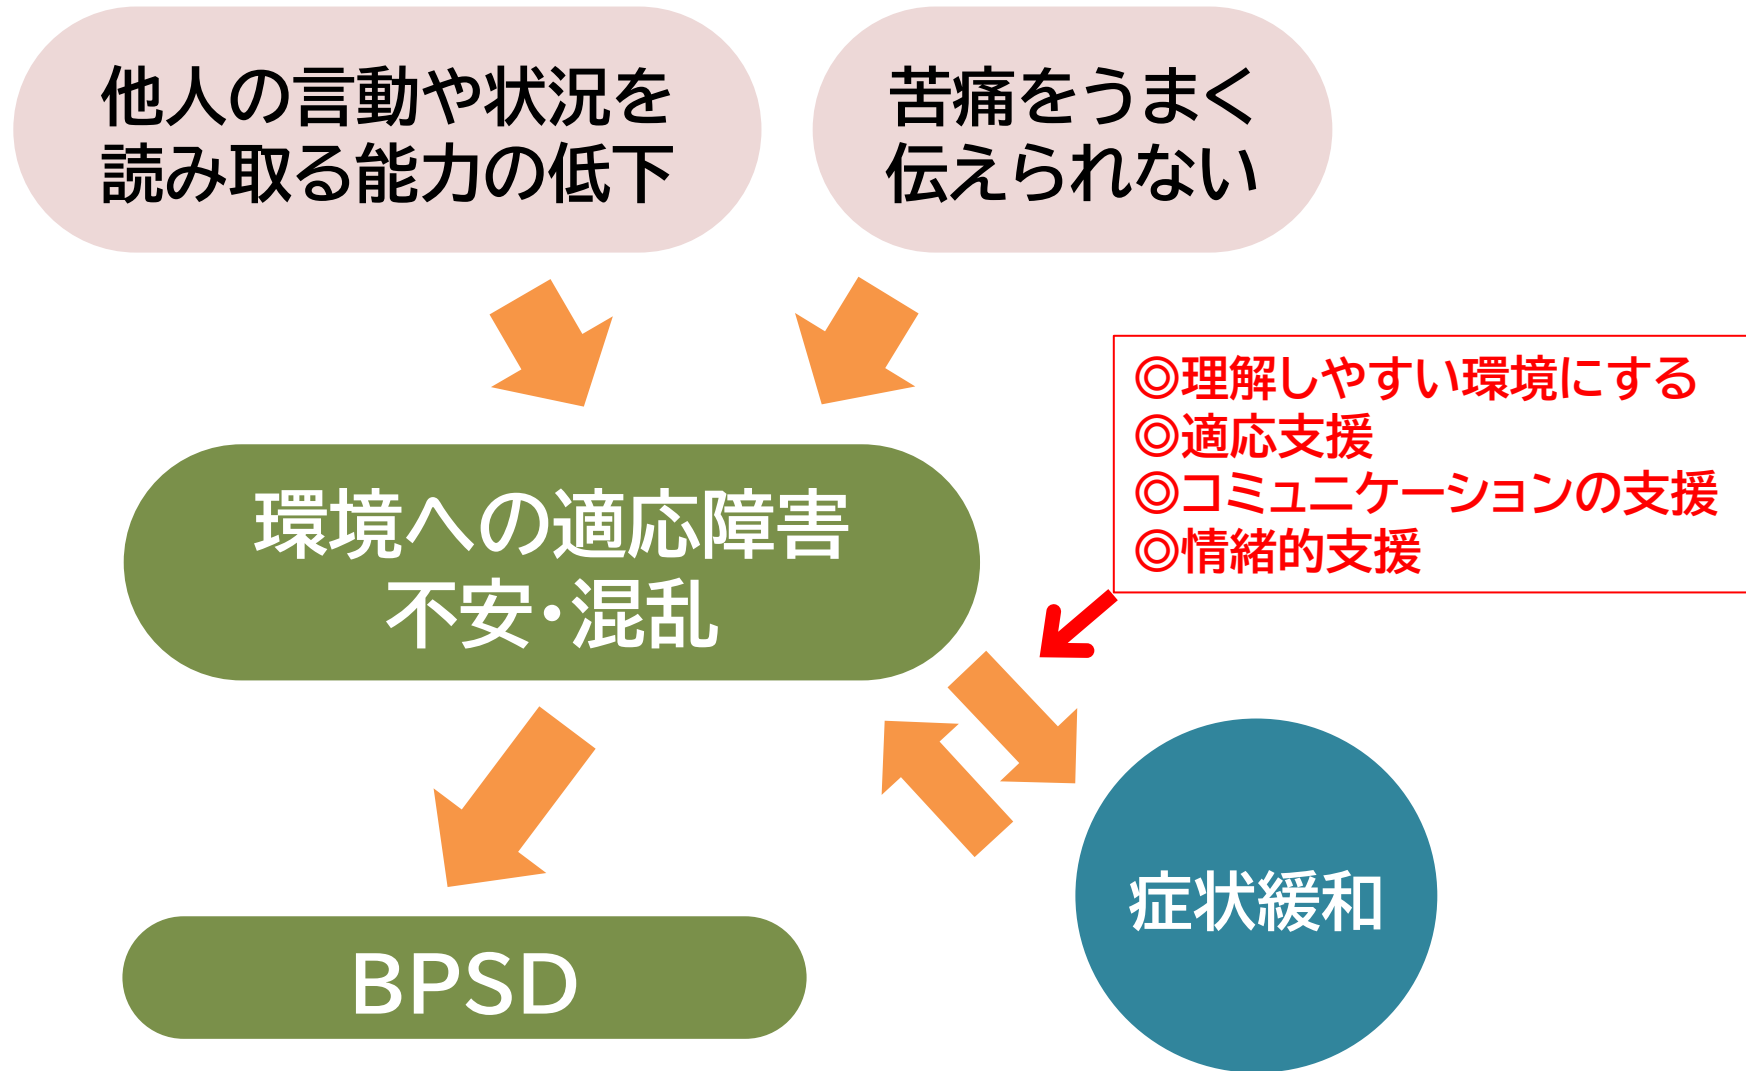 他人の言動や状況を
読み取る能力の低下
苦痛をうまく
伝えられない
◎理解しやすい環境にする
◎適応支援
◎コミュニケーションの支援
◎情緒的支援
環境への適応障害
不安・混乱
症状緩和
BPSD